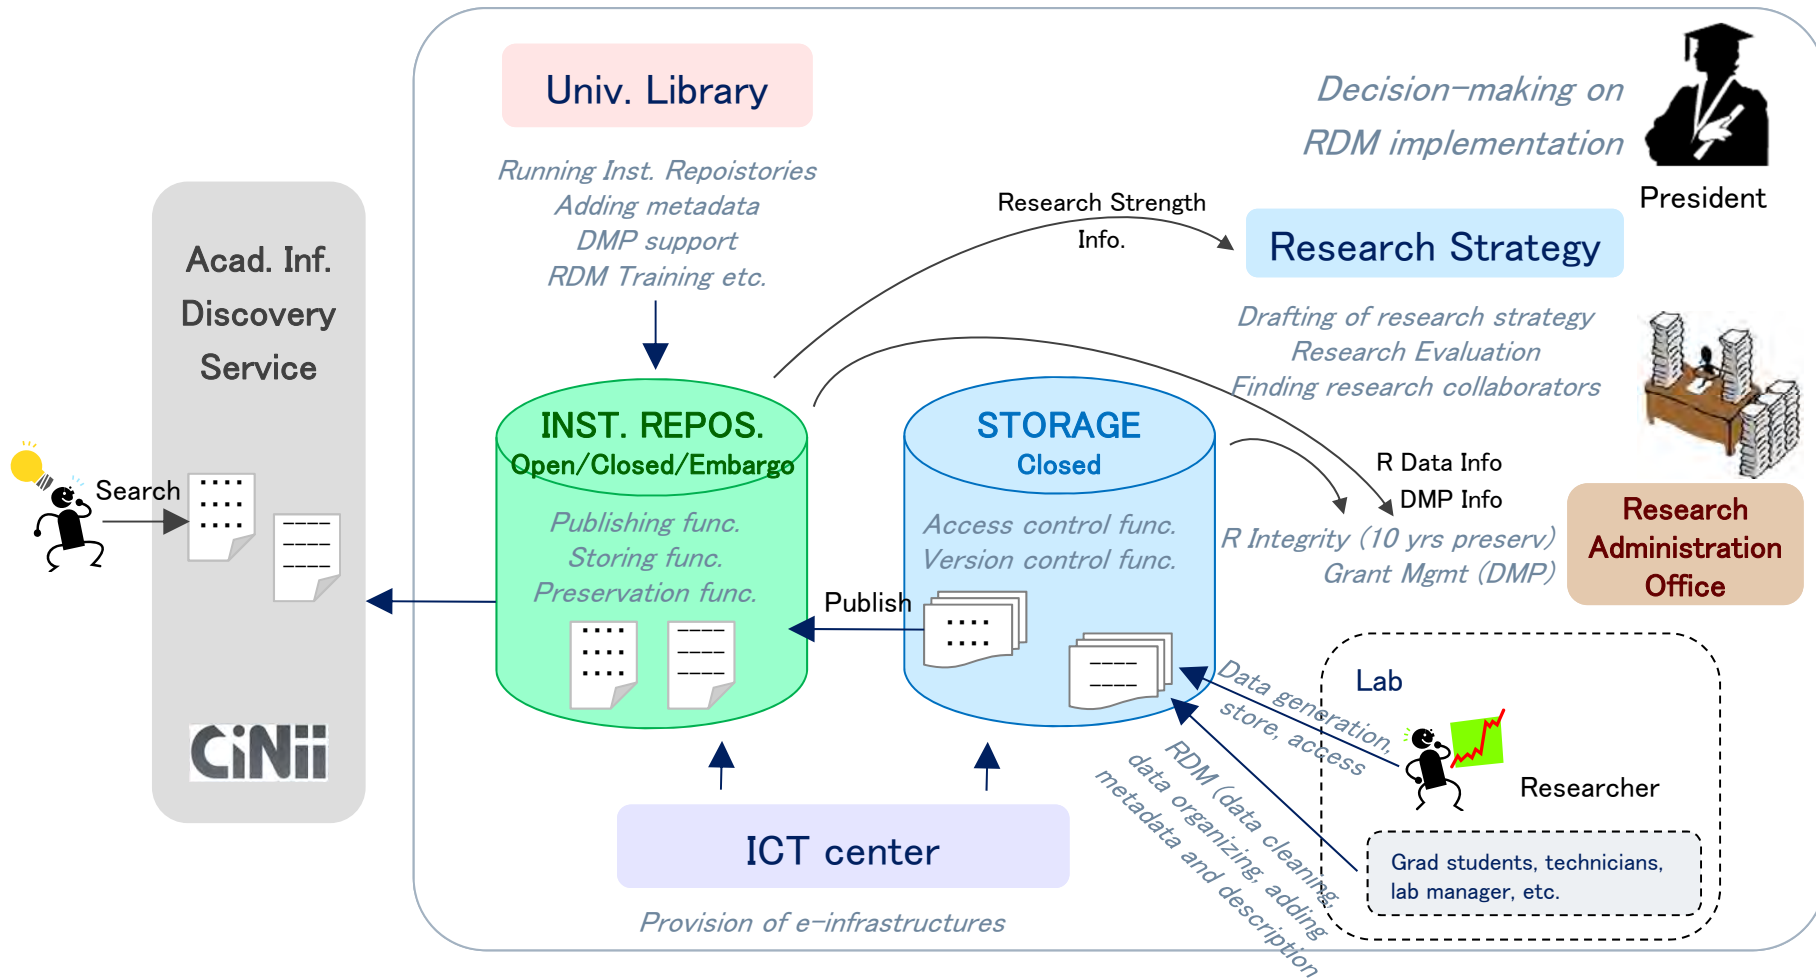 Univ. Library
Running Inst. Repoistories
Adding metadata
DMP support
RDM Training etc.
Decision-making on
RDM implementation
President
Research Strength
Info.
Research Strategy
Drafting of research strategy
Research Evaluation
Finding research collaborators
Acad. Inf.
Discovery
Service
Search
CiNii
INST. REPOS.
Open/Closed/Embargo
Publishing func.
Storing func.
Preservation func.
Publish
STORAGE
Closed
Access control func.
Version control func.
R Data Info
DMP Info
R Integrity (10 yrs preserv)
Grant Mgmt (DMP)
Research
Administration
Office
Lab
Researcher
Grad students, technicians,
lab manager, etc.
Data generation,
store, access
RDM (data cleaning,
data organizing, adding
metadata and description
ICT center
Provision of e-infrastructures